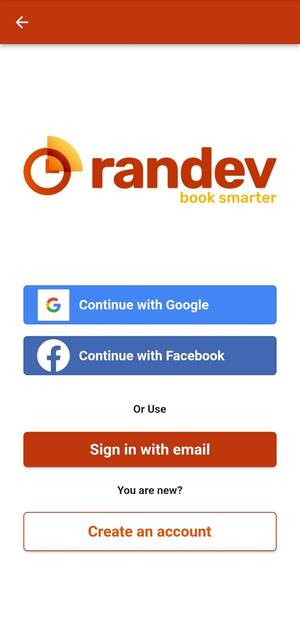 randev
book smarter
Continue with Google
Continue with Facebook
Or Use
Sign in with email
You are new?
Create an account